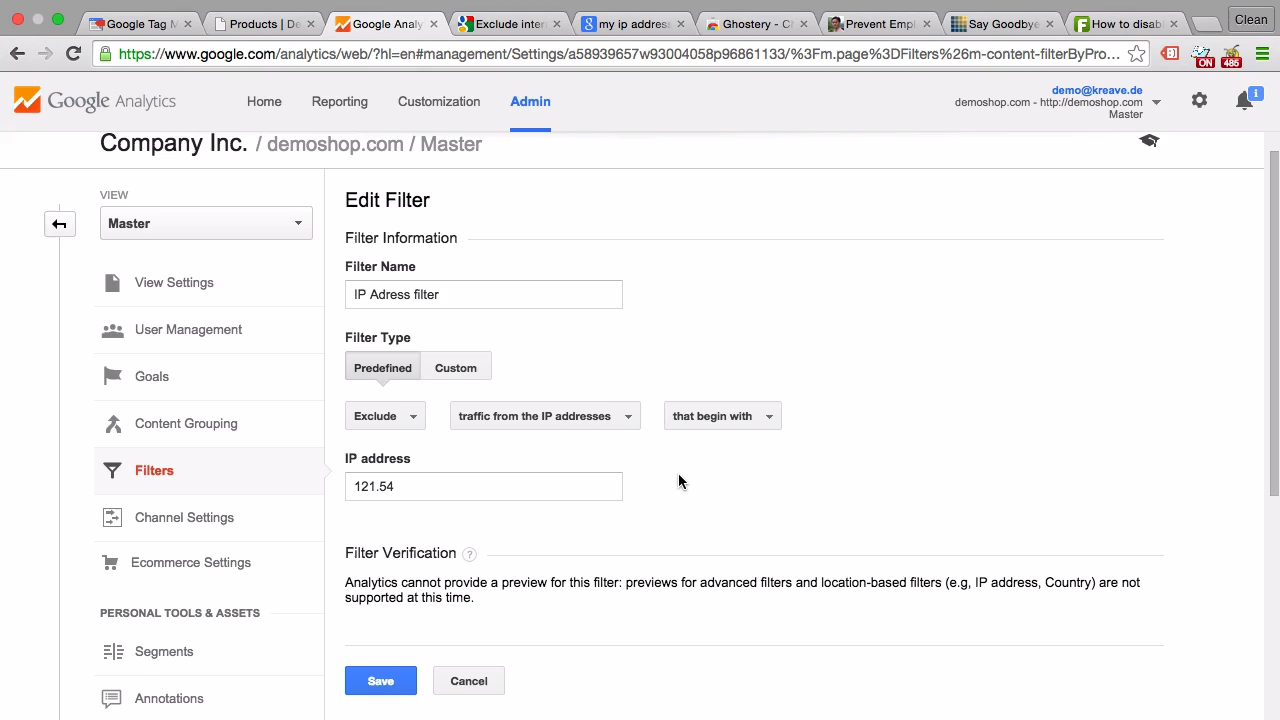 Google Tag M
Products | De
Google Analy
Exclude inter
my ip addres
Ghostery - C
Prevent Empl
Say GoodBy
How to disab
Clean
https://www.google.com/analytics/web/?hl=en#management/Settings/a58939657w93004058p96861133/%3Fm.page%3DFilters%26m-content-filterByPro...
ON
485
Google Analytics
Home
Reporting
Customization
Admin
demo@kreave.de
demoshop.com - http://demoshop.com
Master
1
Company Inc. / demoshop.com / Master
VIEW
Master
View Settings
User Management
Goals
Content Grouping
Filters
Channel Settings
Ecommerce Settings
PERSONAL TOOLS & ASSETS
Segments
Annotations
Edit Filter
Filter Information
Filter Name
IP Adress filter
Filter Type
Predefined
Custom
Exclude
traffic from the IP addresses
that begin with
IP address
121.54
Filter Verification ?
Analytics cannot provide a preview for this filter: previews for advanced filters and location-based filters (e.g, IP address, Country) are not
supported at this time.
Save
Cancel